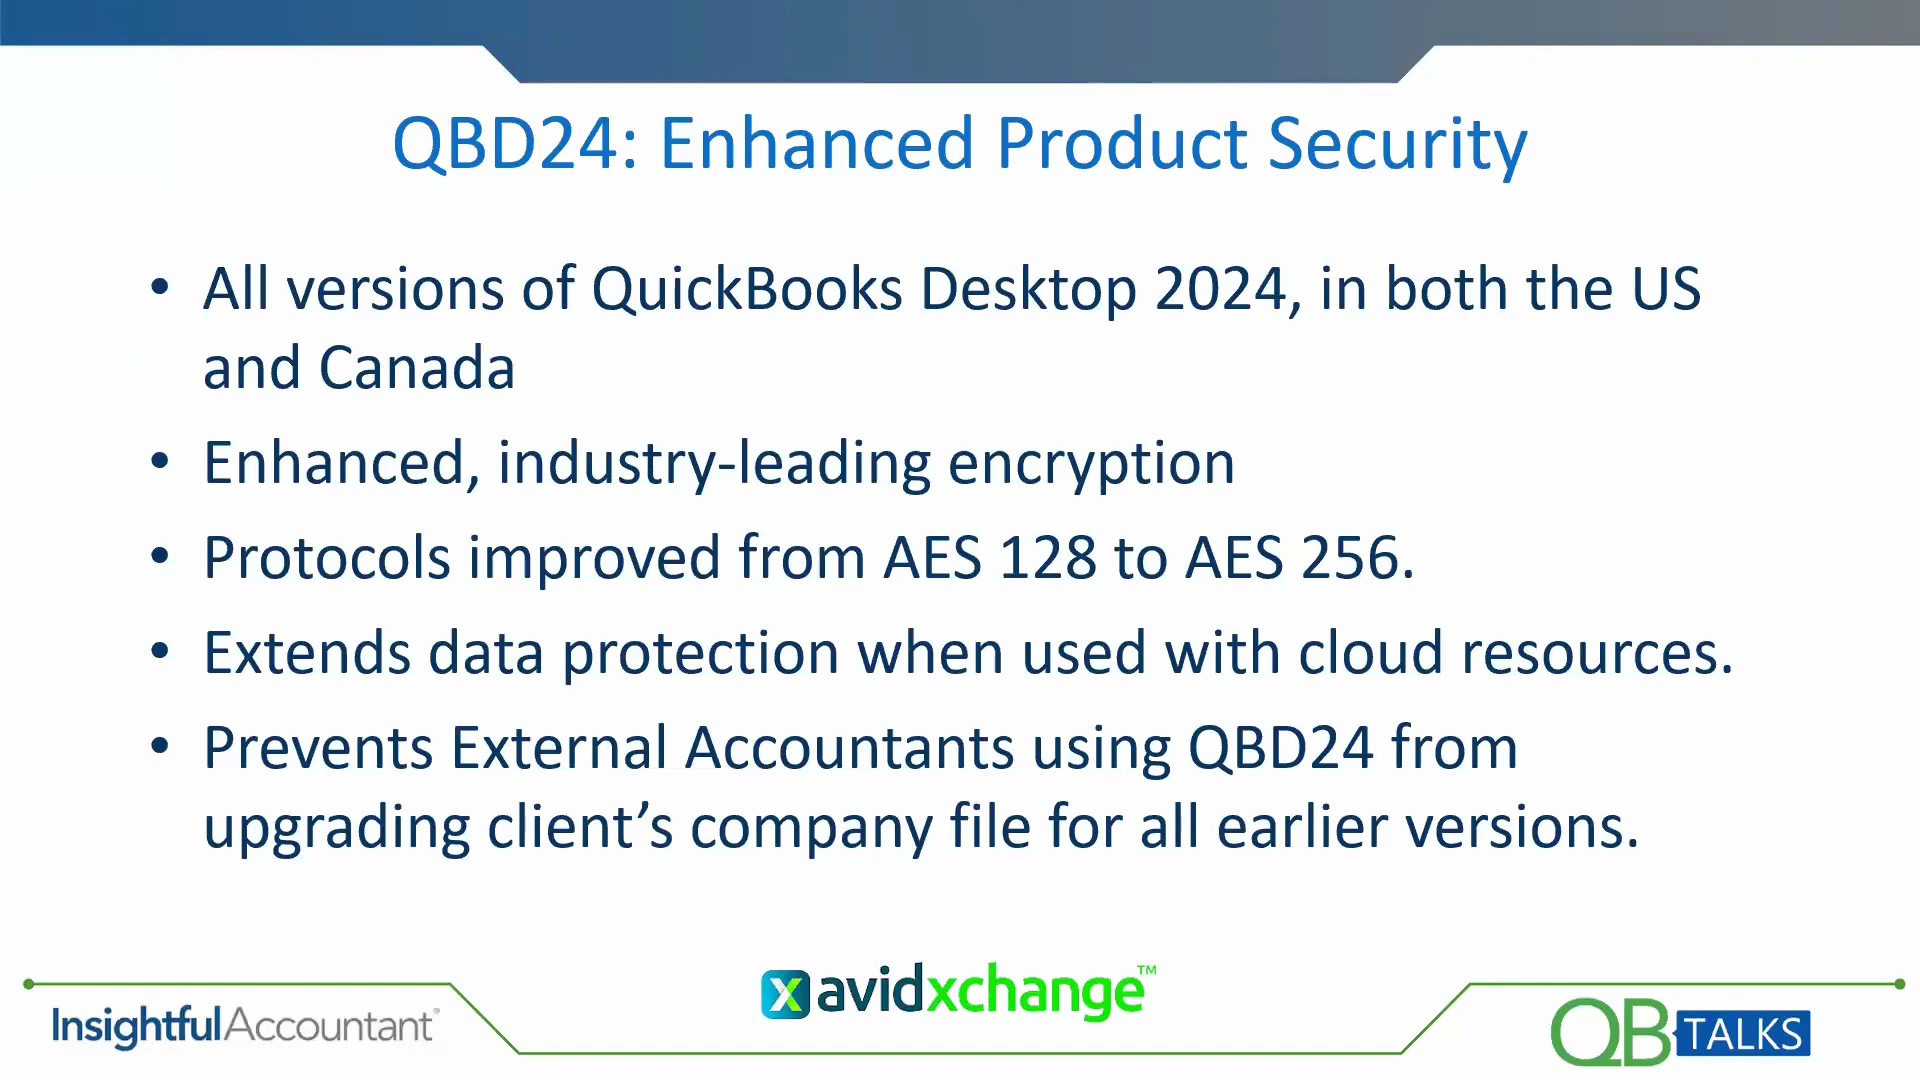 QBD24: Enhanced Product Security
• All versions of QuickBooks Desktop 2024, in both the US
and Canada
• Enhanced, industry-leading encryption
• Protocols improved from AES 128 to AES 256.
• Extends data protection when used with cloud resources.
• Prevents External Accountants using QBD24 from
upgrading client’s company file for all earlier versions.
avidxchange™
InsightfulAccountant®
QB TALKS